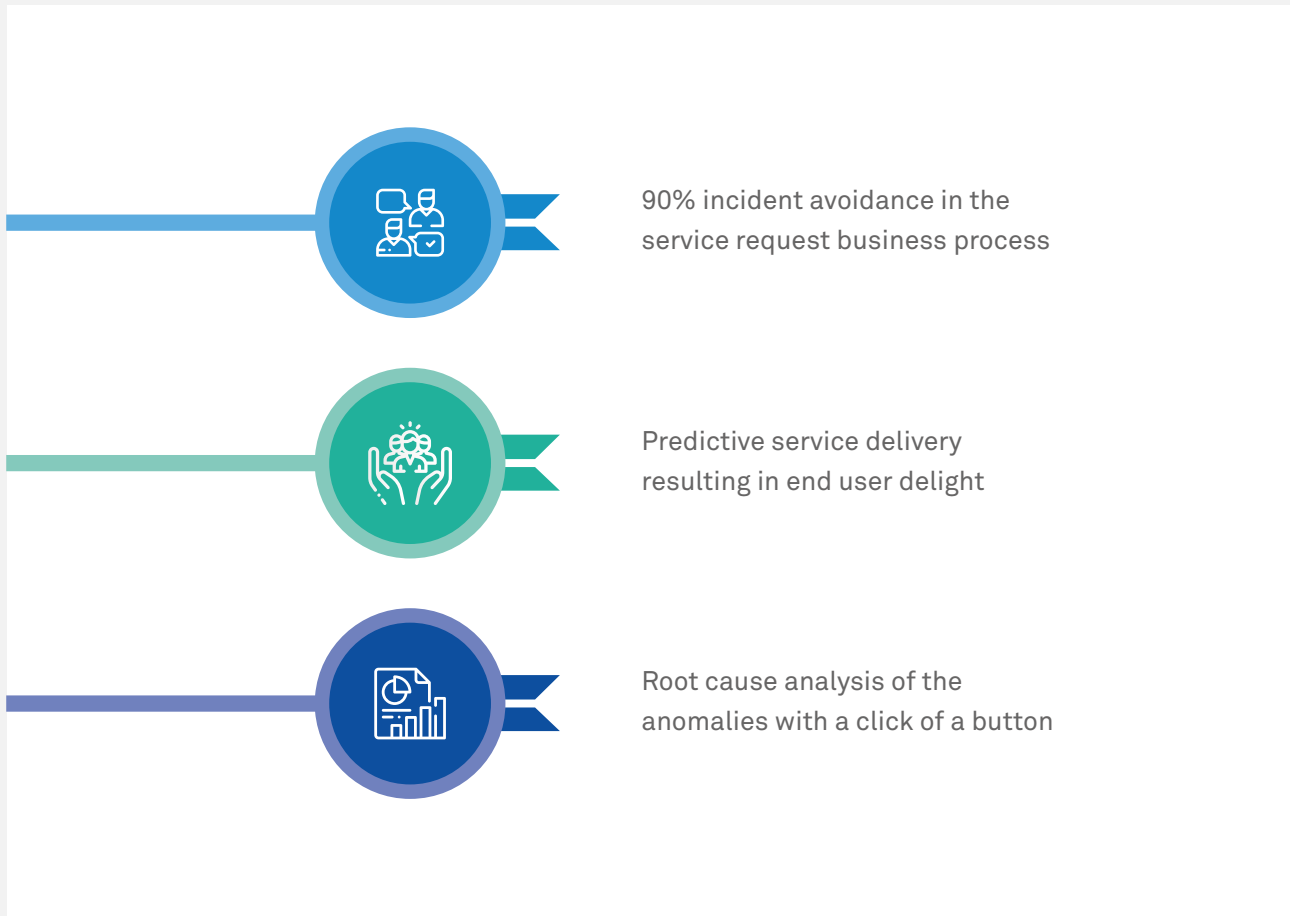 90% incident avoidance in the
service request business process
Predictive service delivery
resulting in end user delight
Root cause analysis of the
anomalies with a click of a button